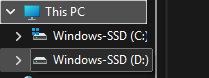 This PC
Windows-SSD (C:)
Windows-SSD (D:)